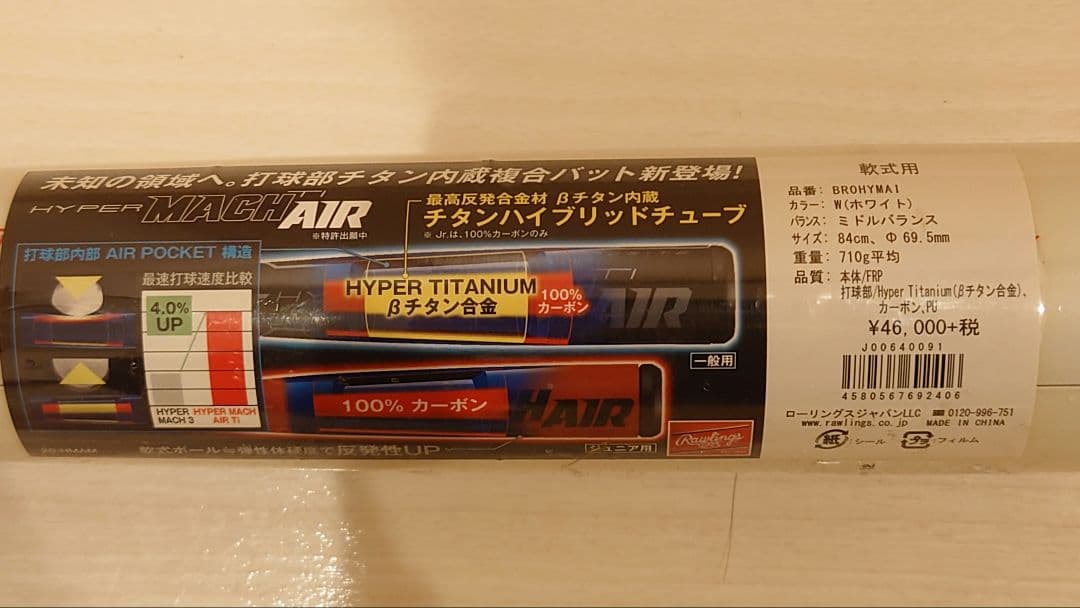 未知の領域へ。打球部チタン内蔵複合バット新登場!
HYPER MACH AIR
※特許出願中
最高反発合金材 βチタン内蔵
チタンハイブリッドチューブ
※ Jr.は、100%カーボンのみ
打球部内部 AIR POCKET 構造
最速打球速度比較
4.0%
UP
HYPER
MACH 3
HYPER MACH
AIR Ti
HYPER TITANIUM
βチタン合金
100%
カーボン
AIR
一般用
100% カーボン
HAIR
軟式ボール≒弾性体硬度で反発性UP
ジュニア用
Rawlings
軟式用
品番: BR0HYMAI
カラー: W(ホワイト)
バランス: ミドルバランス
サイズ: 84cm、Φ 69.5mm
重量: 710g平均
品質: 本体/FRP
打球部/Hyper Titanium(βチタン合金)、
カーボン、PU
¥46,000+税
J00640091
4580567692406
ローリングスジャパンLLC 0120-996-751
www.rawlings.co.jp MADE IN CHINA
紙:シール プラ:フィルム